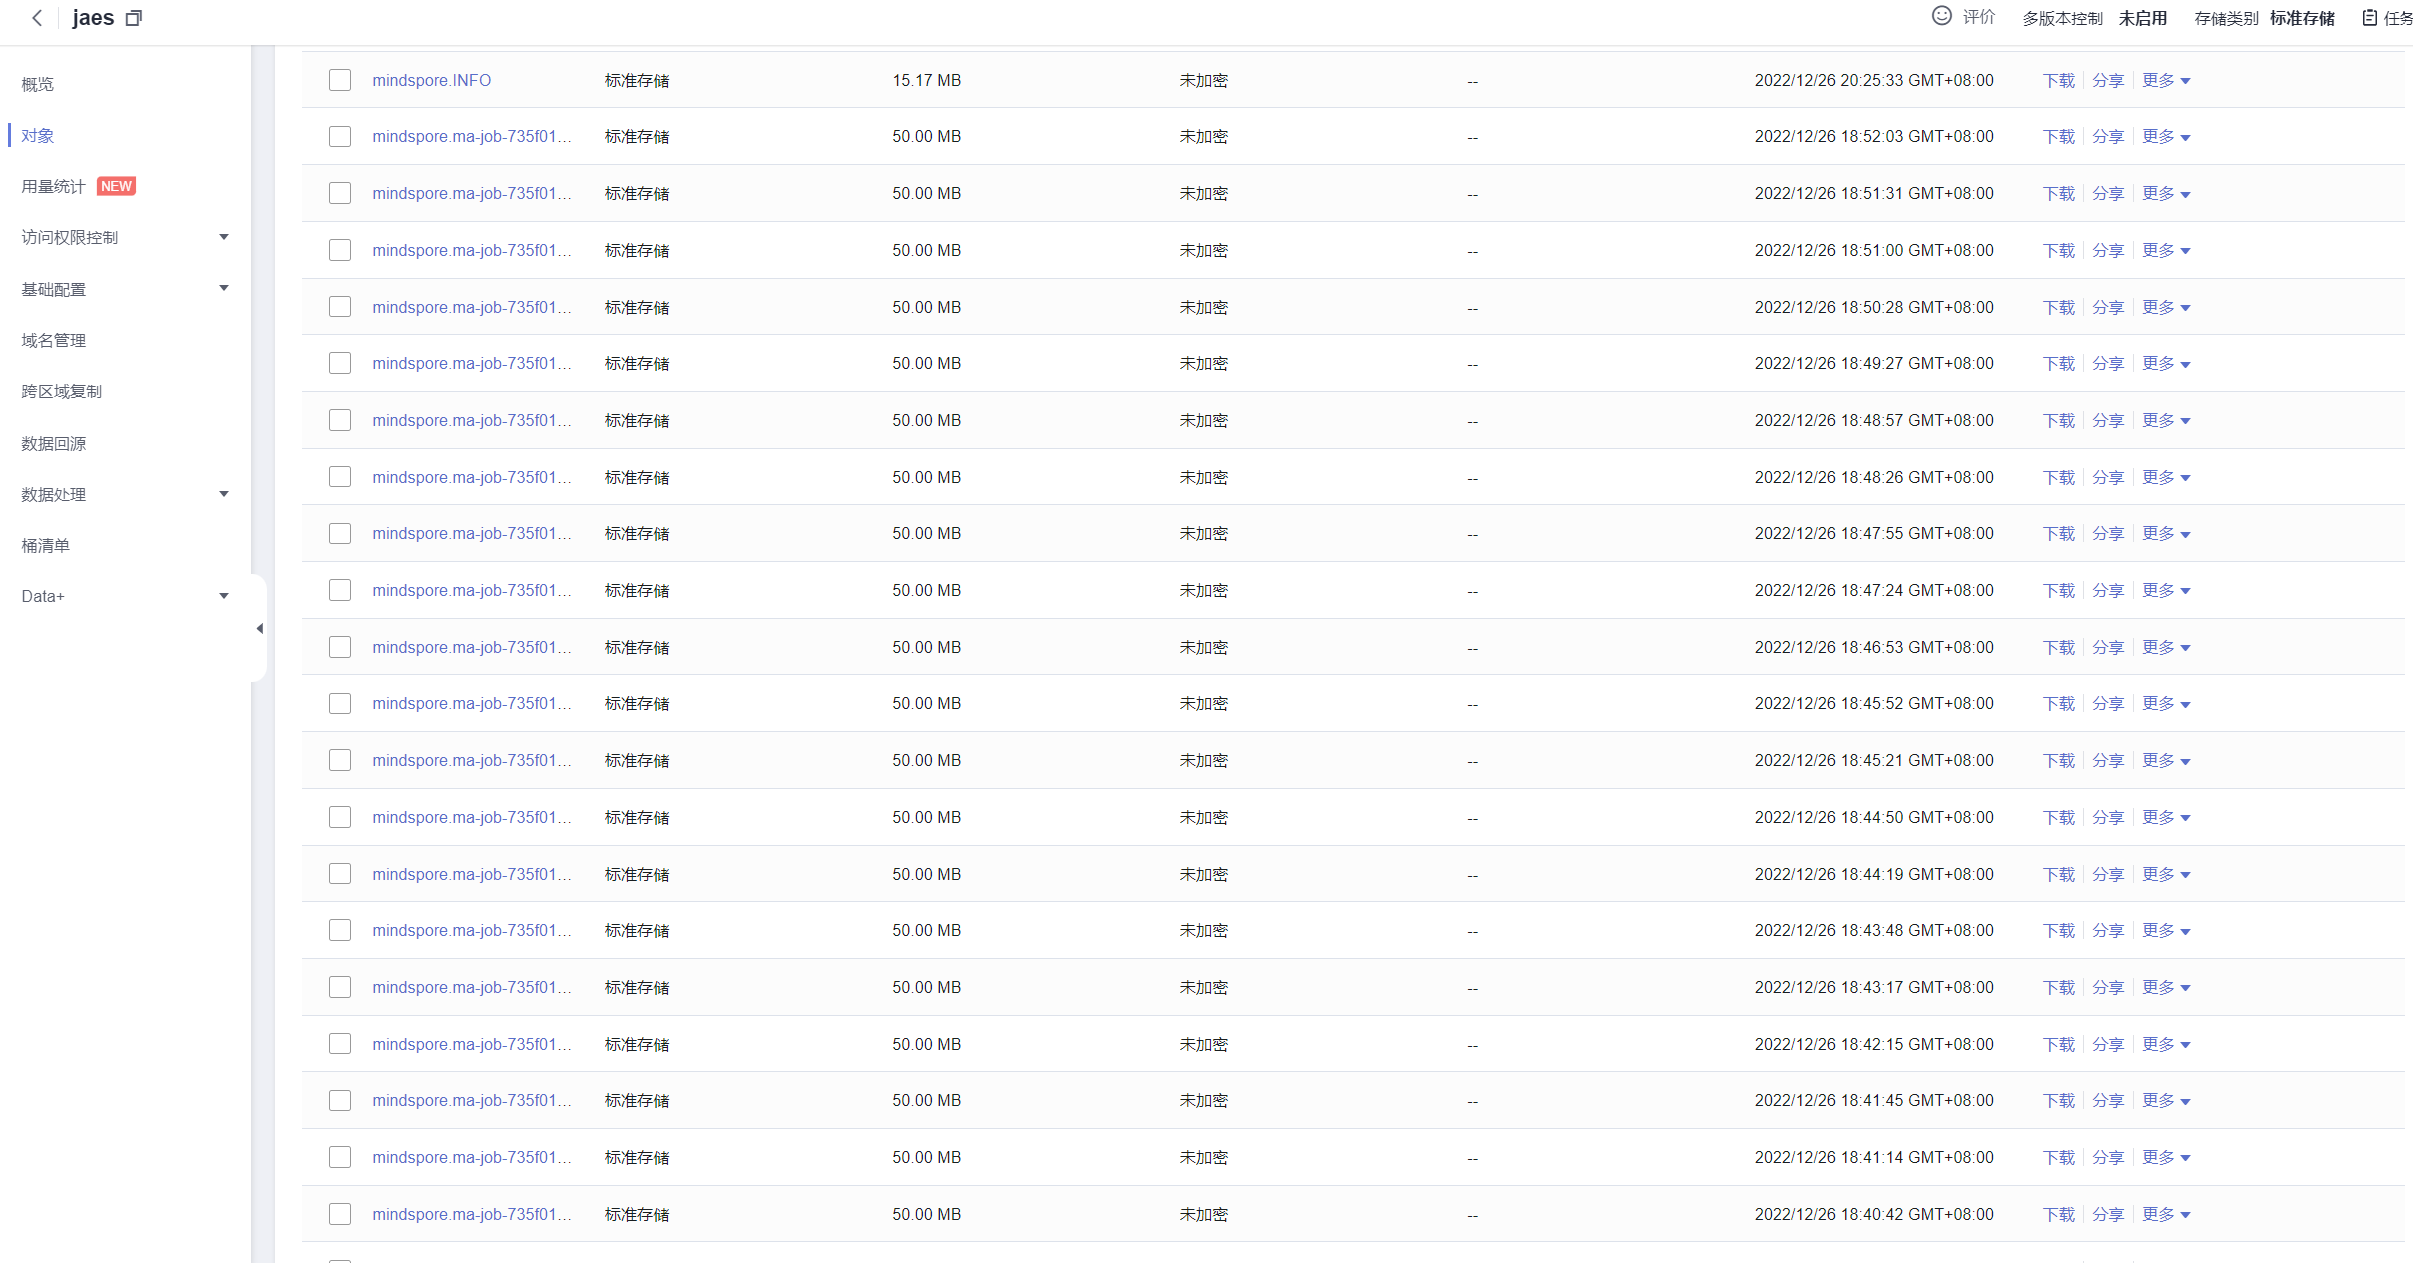 jaes 评价 多版本控制 未启用 存储类别 标准存储 任务
概览
对象
用量统计 NEW
访问权限控制
基础配置
域名管理
跨区域复制
数据回源
数据处理
桶清单
Data+
mindspore.INFO 标准存储 15.17 MB 未加密 -- 2022/12/26 20:25:33 GMT+08:00 下载 分享 更多
mindspore.ma-job-735f01... 标准存储 50.00 MB 未加密 -- 2022/12/26 18:52:03 GMT+08:00 下载 分享 更多
mindspore.ma-job-735f01... 标准存储 50.00 MB 未加密 -- 2022/12/26 18:51:31 GMT+08:00 下载 分享 更多
mindspore.ma-job-735f01... 标准存储 50.00 MB 未加密 -- 2022/12/26 18:51:00 GMT+08:00 下载 分享 更多
mindspore.ma-job-735f01... 标准存储 50.00 MB 未加密 -- 2022/12/26 18:50:28 GMT+08:00 下载 分享 更多
mindspore.ma-job-735f01... 标准存储 50.00 MB 未加密 -- 2022/12/26 18:49:27 GMT+08:00 下载 分享 更多
mindspore.ma-job-735f01... 标准存储 50.00 MB 未加密 -- 2022/12/26 18:48:57 GMT+08:00 下载 分享 更多
mindspore.ma-job-735f01... 标准存储 50.00 MB 未加密 -- 2022/12/26 18:48:26 GMT+08:00 下载 分享 更多
mindspore.ma-job-735f01... 标准存储 50.00 MB 未加密 -- 2022/12/26 18:47:55 GMT+08:00 下载 分享 更多
mindspore.ma-job-735f01... 标准存储 50.00 MB 未加密 -- 2022/12/26 18:47:24 GMT+08:00 下载 分享 更多
mindspore.ma-job-735f01... 标准存储 50.00 MB 未加密 -- 2022/12/26 18:46:53 GMT+08:00 下载 分享 更多
mindspore.ma-job-735f01... 标准存储 50.00 MB 未加密 -- 2022/12/26 18:45:52 GMT+08:00 下载 分享 更多
mindspore.ma-job-735f01... 标准存储 50.00 MB 未加密 -- 2022/12/26 18:45:21 GMT+08:00 下载 分享 更多
mindspore.ma-job-735f01... 标准存储 50.00 MB 未加密 -- 2022/12/26 18:44:50 GMT+08:00 下载 分享 更多
mindspore.ma-job-735f01... 标准存储 50.00 MB 未加密 -- 2022/12/26 18:44:19 GMT+08:00 下载 分享 更多
mindspore.ma-job-735f01... 标准存储 50.00 MB 未加密 -- 2022/12/26 18:43:48 GMT+08:00 下载 分享 更多
mindspore.ma-job-735f01... 标准存储 50.00 MB 未加密 -- 2022/12/26 18:43:17 GMT+08:00 下载 分享 更多
mindspore.ma-job-735f01... 标准存储 50.00 MB 未加密 -- 2022/12/26 18:42:15 GMT+08:00 下载 分享 更多
mindspore.ma-job-735f01... 标准存储 50.00 MB 未加密 -- 2022/12/26 18:41:45 GMT+08:00 下载 分享 更多
mindspore.ma-job-735f01... 标准存储 50.00 MB 未加密 -- 2022/12/26 18:41:14 GMT+08:00 下载 分享 更多
mindspore.ma-job-735f01... 标准存储 50.00 MB 未加密 -- 2022/12/26 18:40:42 GMT+08:00 下载 分享 更多